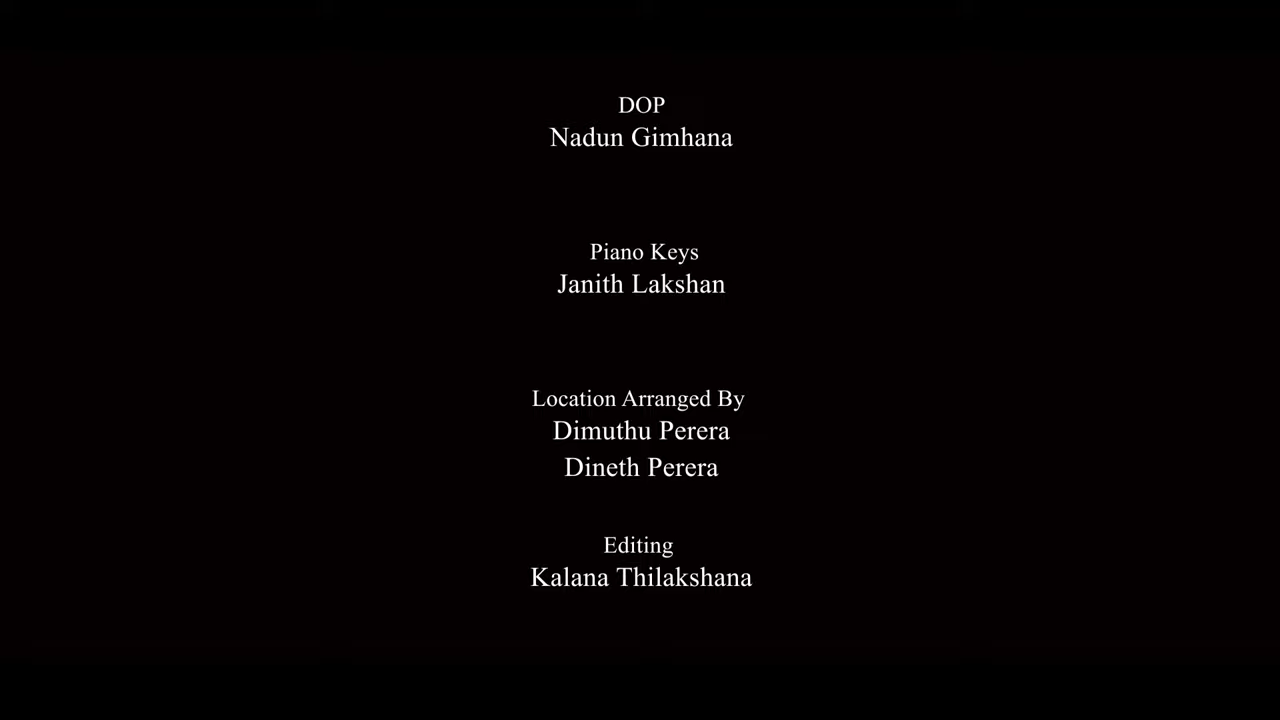 DOP
Nadun Gimhana
Piano Keys
Janith Lakshan
Location Arranged By
Dimuthu Perera
Dineth Perera
Editing
Kalana Thilakshana